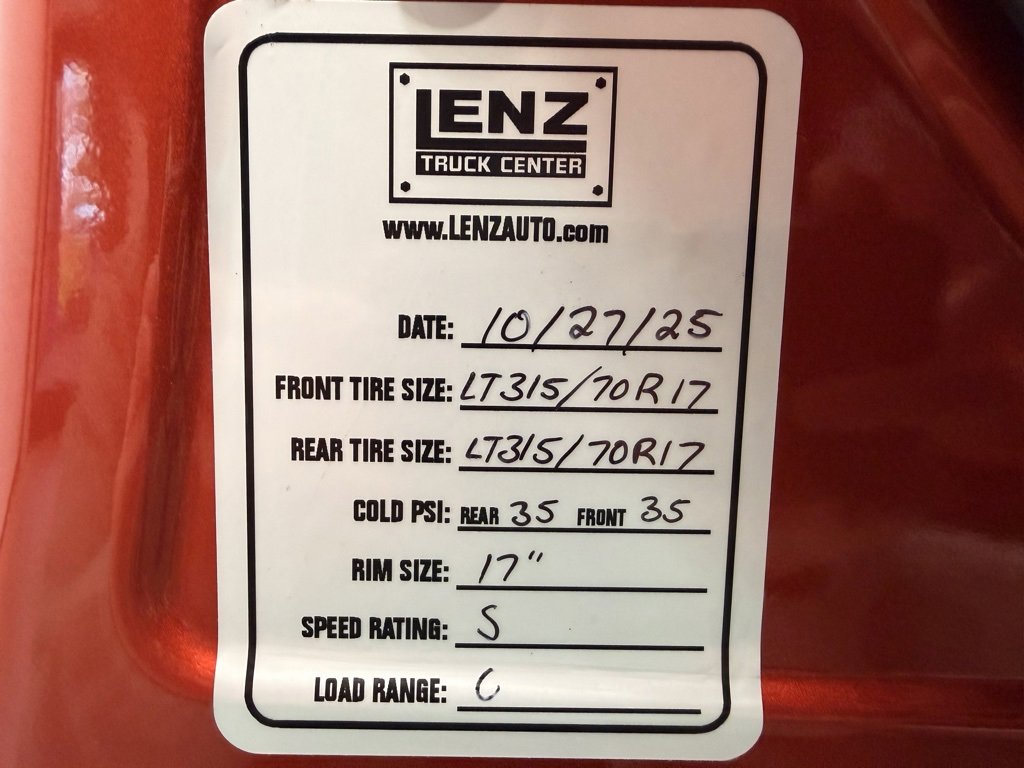 LENZ
TRUCK CENTER
www.LENZAUTO.com
DATE: 10/27/25
FRONT TIRE SIZE: LT315/70R17
REAR TIRE SIZE: LT315/70R17
COLD PSI: REAR 35 FRONT 35
RIM SIZE: 17"
SPEED RATING: S
LOAD RANGE: C